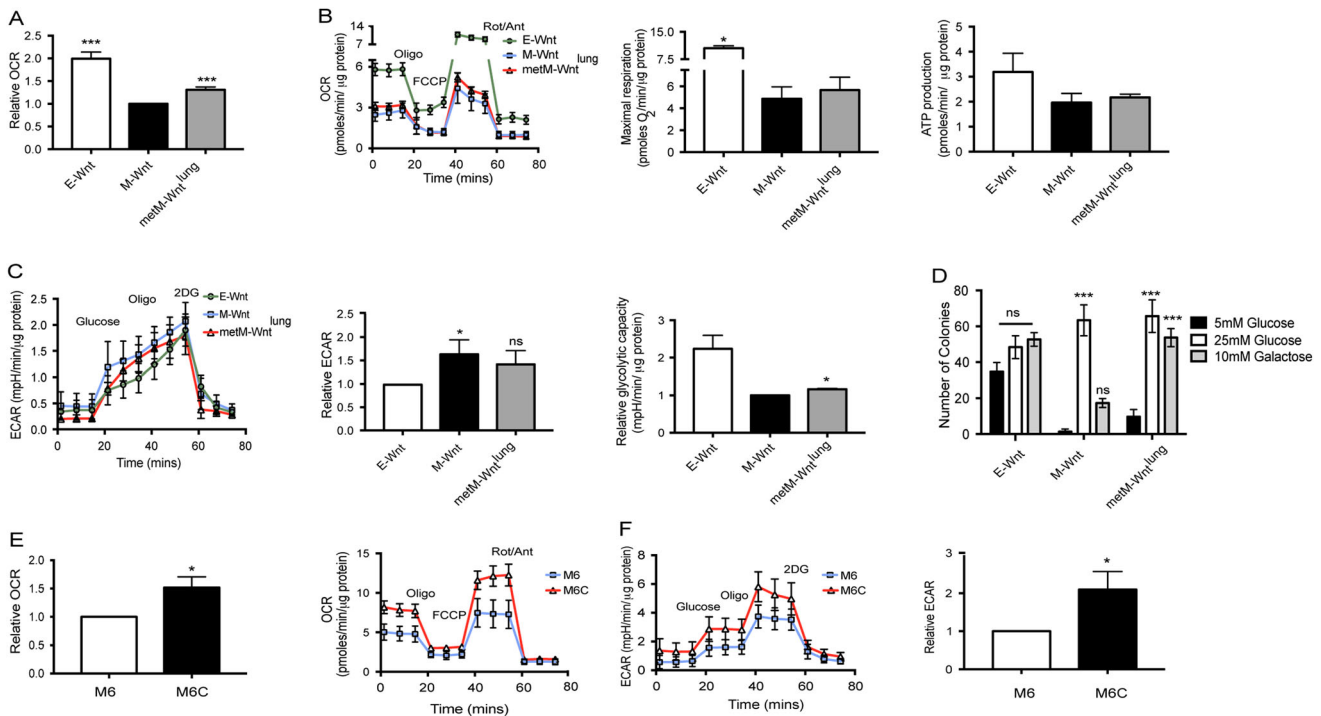 A
Relative OCR
2.5
2.0
1.5
1.0
0.5
0.0
***
***
E-Wnt
M-Wnt
metM-Wnt lung
B
OCR
(pmoles/min/ µg protein)
14
7
6
3
0
Oligo
FCCP
Rot/Ant
E-Wnt
M-Wnt
metM-Wnt lung
0 20 40 60 80
Time (mins)
Maximal respiration
(pmoles O2/min/µg protein)
15.0
7.5
6
4
2
0
*
E-Wnt
M-Wnt
metM-Wnt lung
ATP production
(pmoles/min/ µg protein)
5
4
3
2
1
0
E-Wnt
M-Wnt
metM-Wnt lung
C
ECAR (mpH/min/µg protein)
2.5
2.0
1.5
1.0
0.5
0.0
Glucose
Oligo
2DG
E-Wnt
M-Wnt
metM-Wnt lung
0 20 40 60 80
Time (mins)
Relative ECAR
2.5
2.0
1.5
1.0
0.5
0.0
*
ns
E-Wnt
M-Wnt
metM-Wnt lung
Relative glycolytic capacity
(mpH/min/ µg protein)
3
2
1
0
*
E-Wnt
M-Wnt
metM-Wnt lung
D
Number of Colonies
80
60
40
20
0
ns
***
ns
***
***
5mM Glucose
25mM Glucose
10mM Galactose
E-Wnt
M-Wnt
metM-Wnt lung
E
Relative OCR
2.0
1.5
1.0
0.5
0.0
*
M6
M6C
OCR
(pmoles/min/µg protein)
15
10
5
0
Oligo
FCCP
Rot/Ant
M6
M6C
0 20 40 60 80
Time (mins)
F
ECAR (mpH/min/µg protein)
8
6
4
2
0
Glucose
Oligo
2DG
M6
M6C
0 20 40 60 80
Time (mins)
Relative ECAR
3
2
1
0
*
M6
M6C